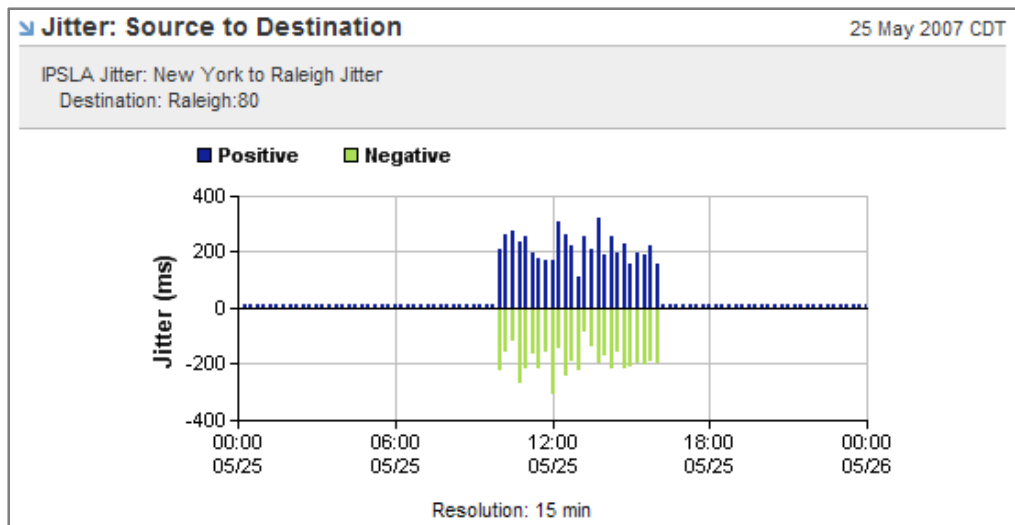 Jitter: Source to Destination
25 May 2007 CDT
IPSLA Jitter: New York to Raleigh Jitter
Destination: Raleigh:80
Positive Negative
400
200
0
-200
-400
Jitter (ms)
00:00 06:00 12:00 18:00 00:00
05/25 05/25 05/25 05/25 05/26
Resolution: 15 min